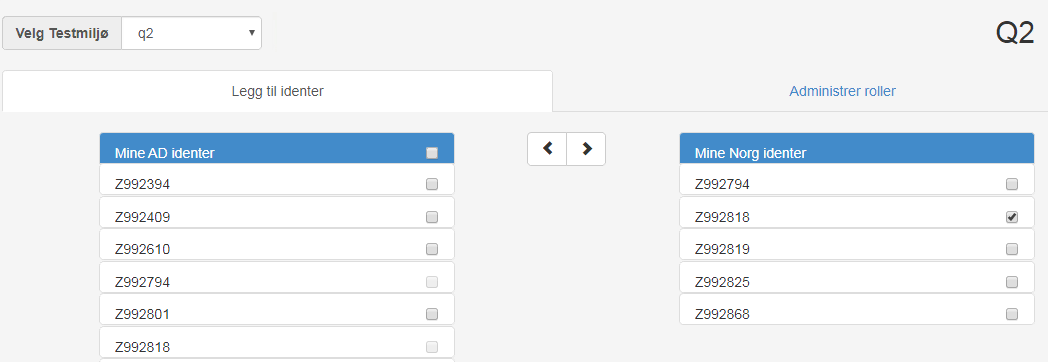 Velg Testmiljø q2
Q2
Legg til identer
Administrer roller
Mine AD identer
Z992394
Z992409
Z992610
Z992794
Z992801
Z992818
Mine Norg identer
Z992794
Z992818
Z992819
Z992825
Z992868